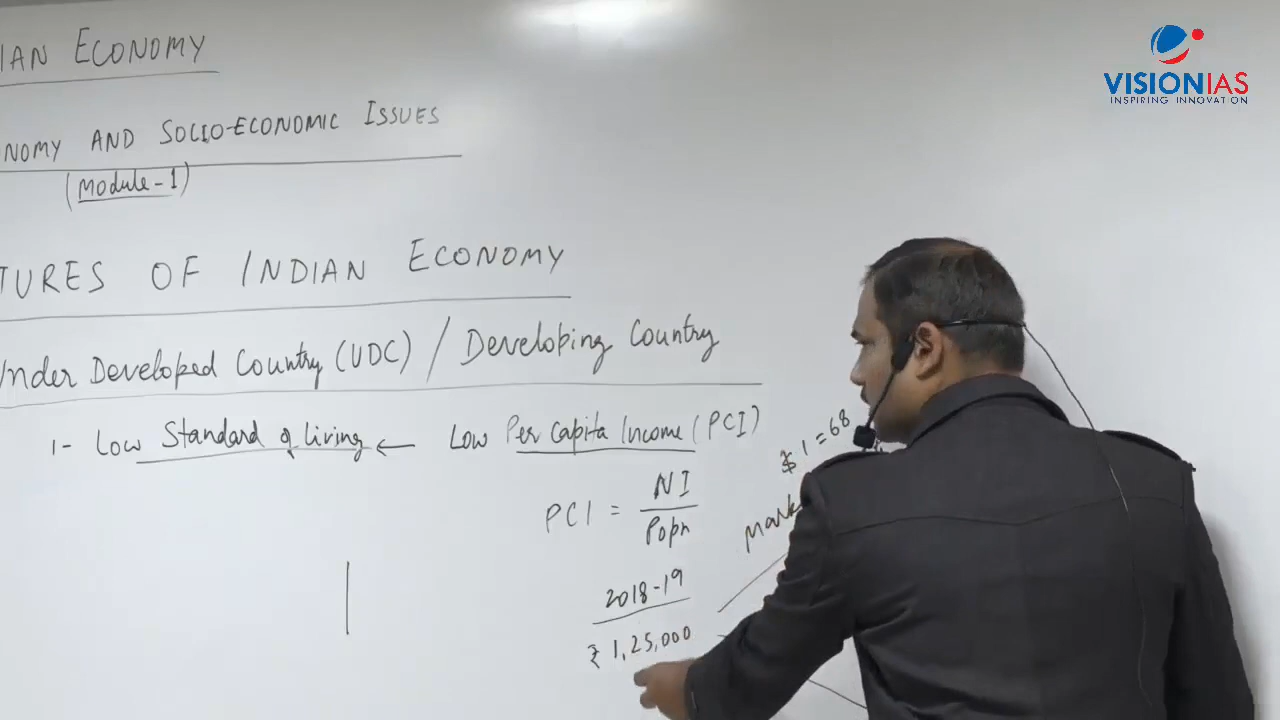 IAN ECONOMY
NOMY AND SOCIO-ECONOMIC ISSUES
(Module-1)
TURES OF INDIAN ECONOMY
Under Developed Country (UDC) / Developing Country
1- Low Standard of living ← Low Per Capita Income (PCI)
PCI = NI
Popn
$1 = 68
Mark
2018-19
₹ 1,25,000
VISIONIAS
INSPIRING INNOVATION